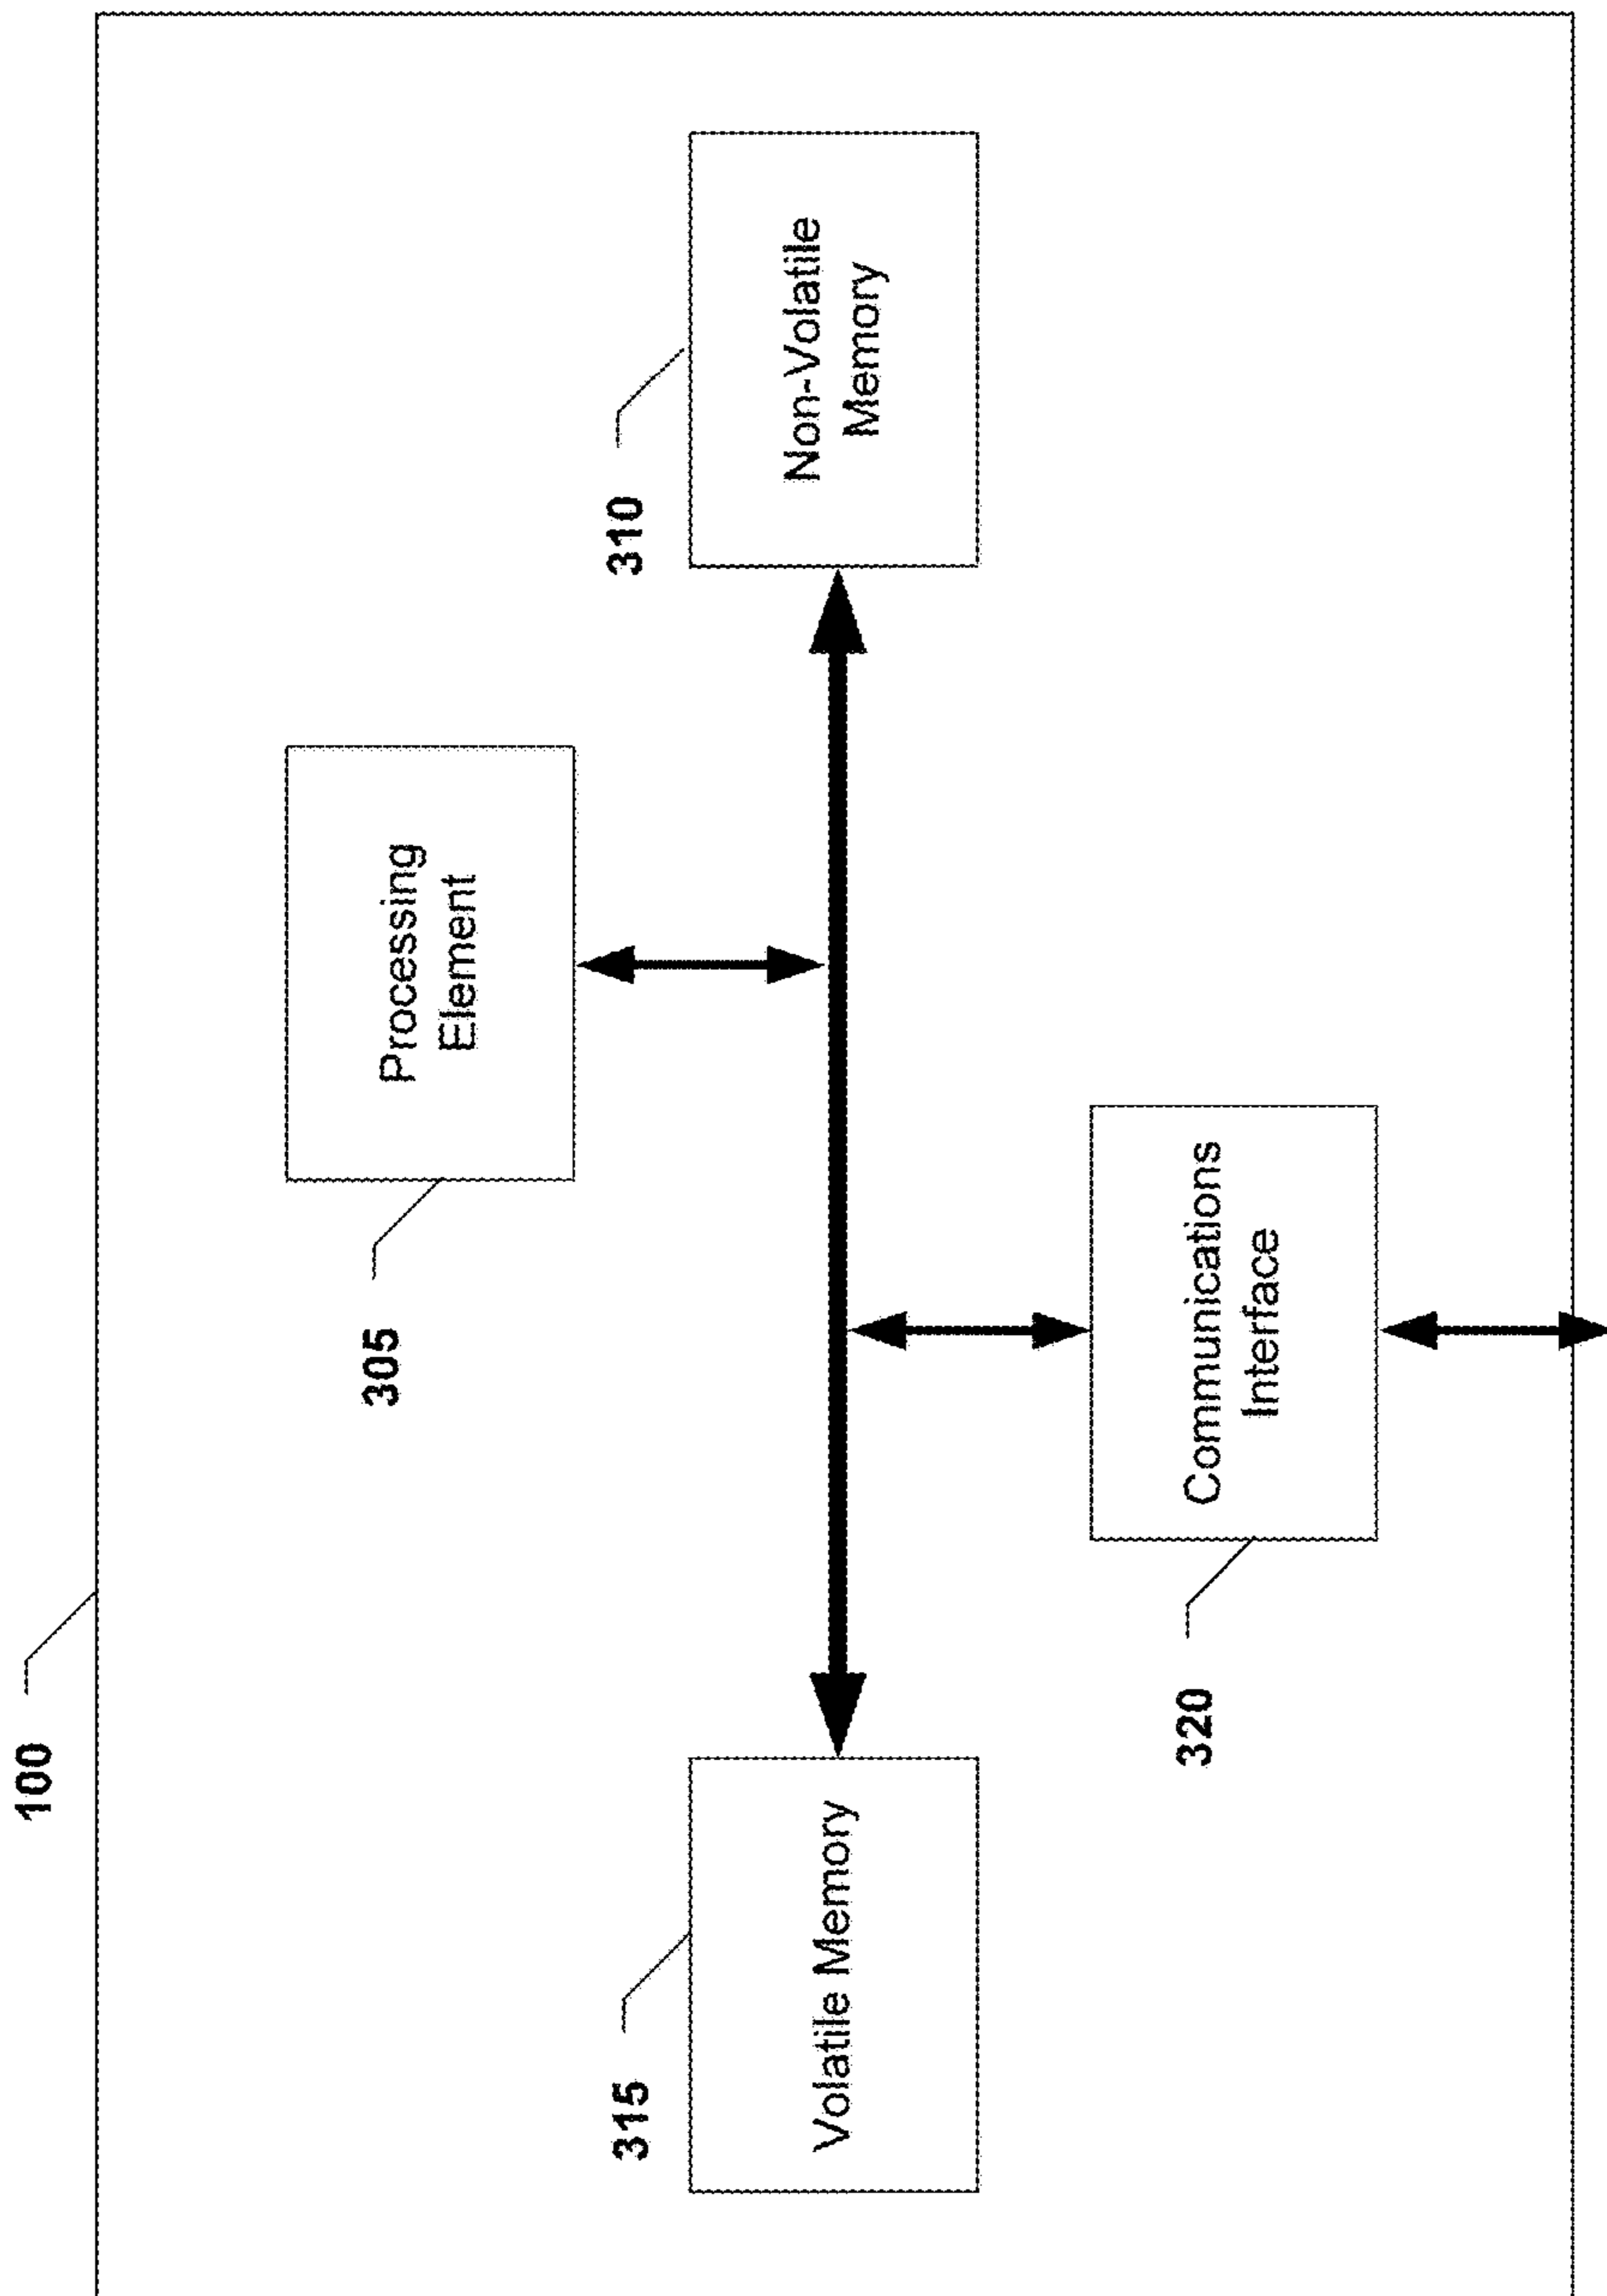 100
305
Processing
Element
310
Non-Volatile
Memory
315
Volatile Memory
320
Communications
Interface